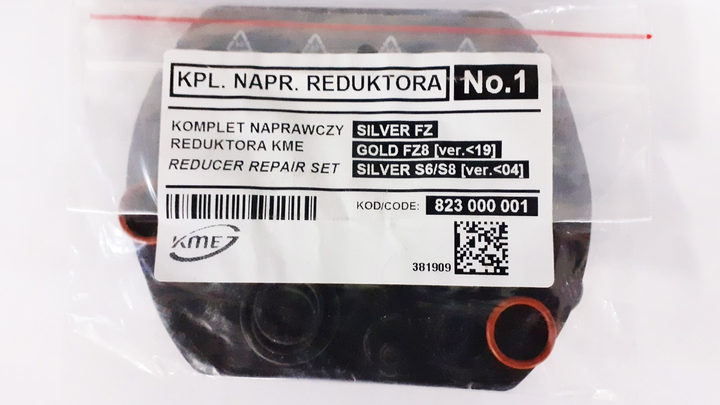 KPL. NAPR. REDUKTORA No.1
KOMPLET NAPRAWCZY SILVER FZ
REDUKTORA KME GOLD FZ8 [ver.<19]
REDUCER REPAIR SET SILVER S6/S8 [ver.<04]
KOD/CODE: 823 000 001
KME
381909